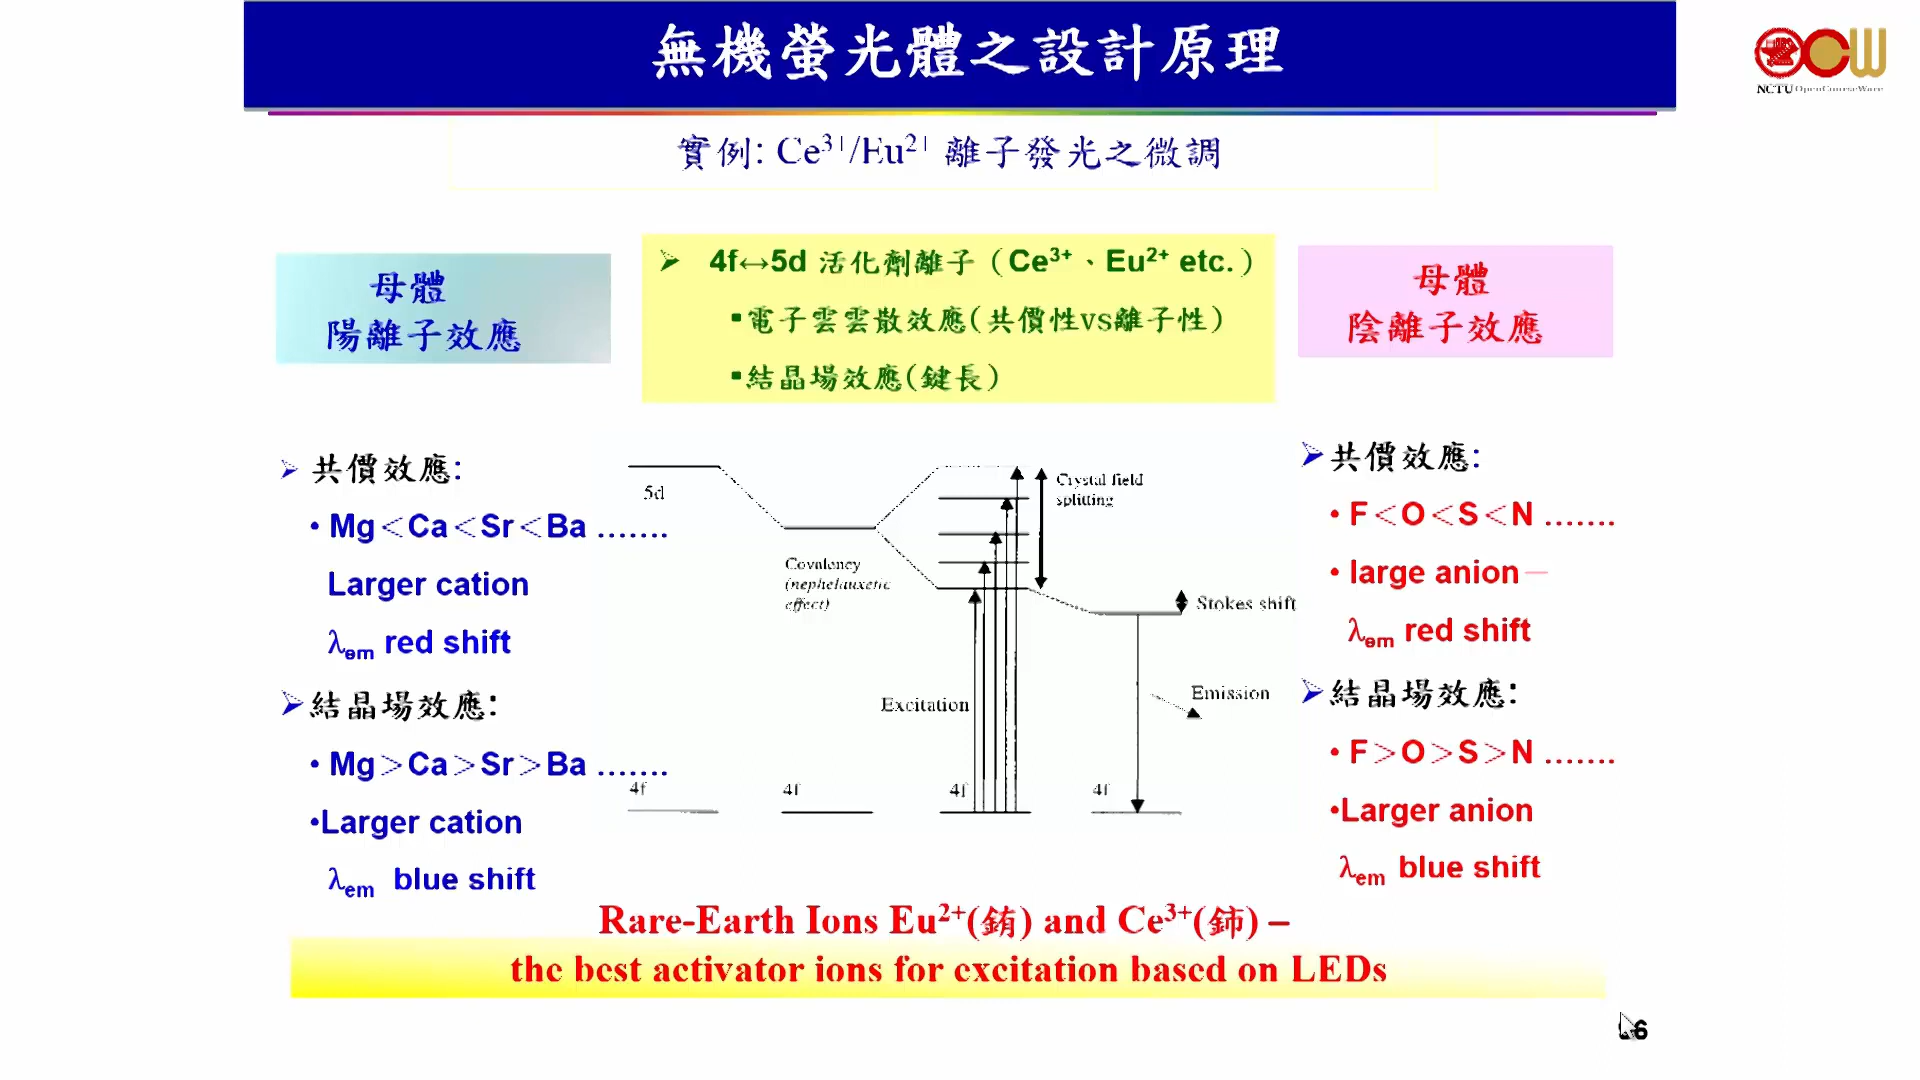 無機螢光體之設計原理
NCTU OpenCourseWare
實例: Ce³⁺/Eu²⁺ 離子發光之微調
母體
陽離子效應
➢ 4f↔5d 活化劑離子（Ce³⁺、Eu²⁺ etc.）
▪電子雲雲散效應(共價性vs離子性)
▪結晶場效應(鍵長)
母體
陰離子效應
➢ 共價效應:
• Mg＜Ca＜Sr＜Ba .......
Larger cation
λem red shift
➢結晶場效應:
• Mg＞Ca＞Sr＞Ba .......
•Larger cation
λem blue shift
5d
Covalency
(nephelauxetic
effect)
Crystal field
splitting
Stokes shift
Excitation
Emission
4f
4f
4f
4f
➢共價效應:
• F＜O＜S＜N .......
• large anion
λem red shift
➢結晶場效應:
• F＞O＞S＞N .......
•Larger anion
λem blue shift
Rare-Earth Ions Eu²⁺(銪) and Ce³⁺(鈰) –
the best activator ions for excitation based on LEDs